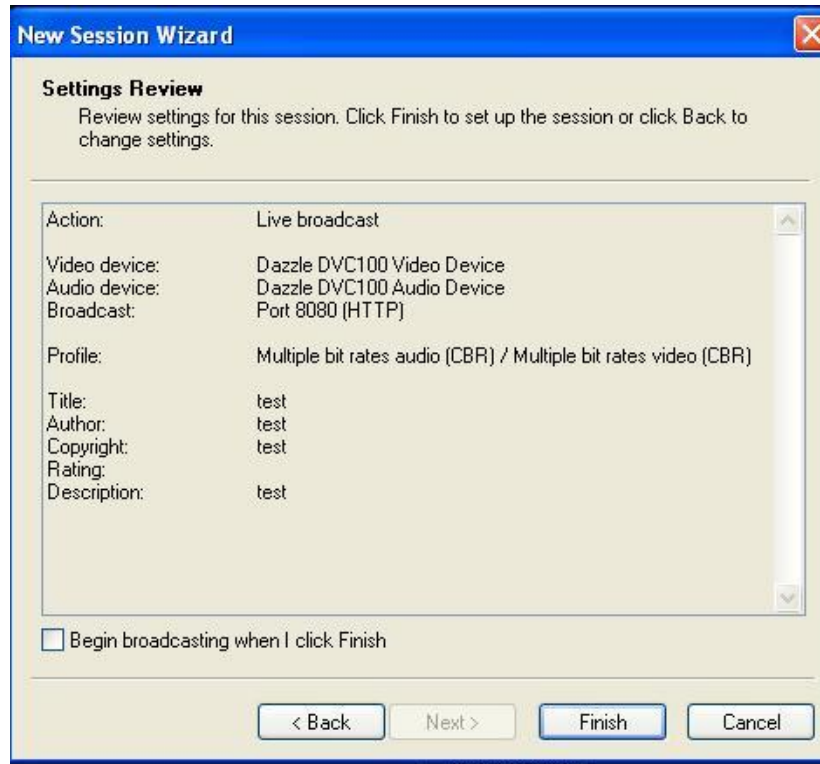 New Session Wizard
Settings Review
Review settings for this session. Click Finish to set up the session or click Back to
change settings.
Action: Live broadcast
Video device: Dazzle DVC100 Video Device
Audio device: Dazzle DVC100 Audio Device
Broadcast: Port 8080 (HTTP)
Profile: Multiple bit rates audio (CBR) / Multiple bit rates video (CBR)
Title: test
Author: test
Copyright: test
Rating:
Description: test
Begin broadcasting when I click Finish
< Back Next > Finish Cancel